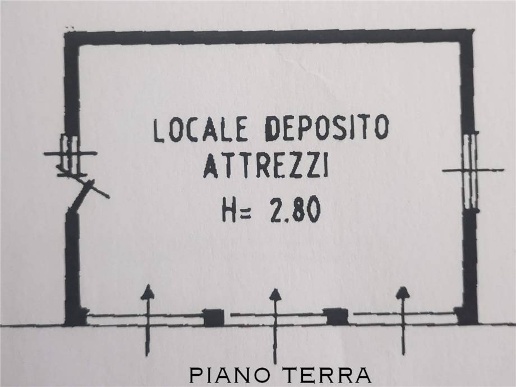 LOCALE DEPOSITO
ATTREZZI
H= 2.80
PIANO TERRA